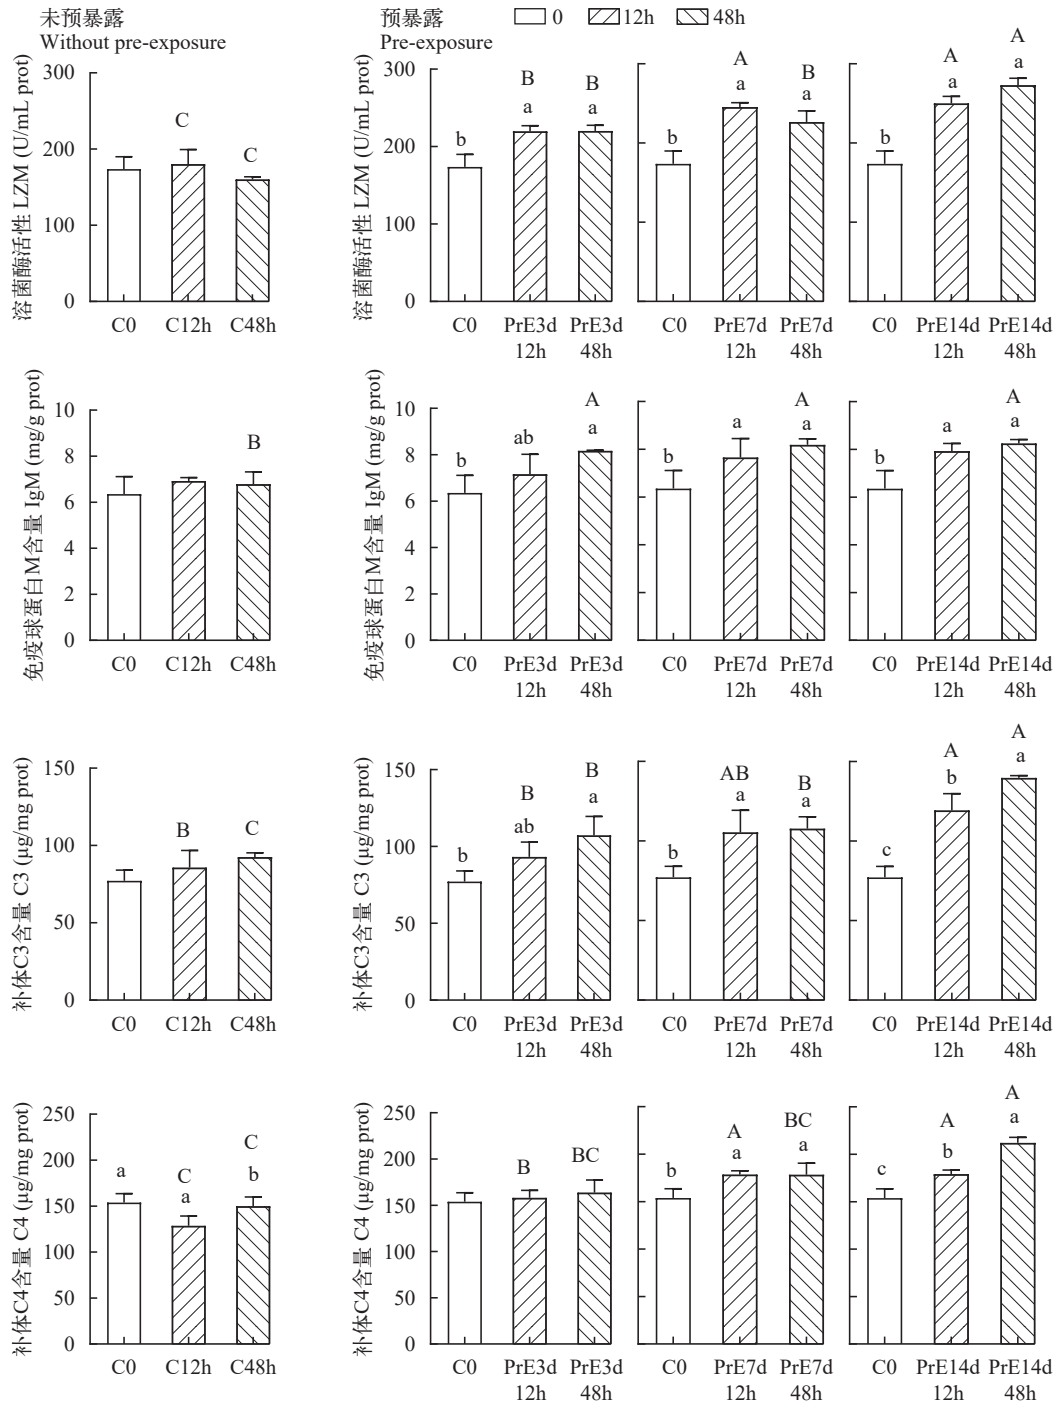 未预暴露
Without pre-exposure
预暴露
Pre-exposure
0 12h 48h
溶菌酶活性 LZM (U/mL prot)
300
200
100
0
C
C
C0 C12h C48h
溶菌酶活性 LZM (U/mL prot)
300
200
100
0
B B
b a a
C0 PrE3d PrE3d
12h 48h
A B
b a a
C0 PrE7d PrE7d
12h 48h
A A
b a a
C0 PrE14d PrE14d
12h 48h
免疫球蛋白M含量 IgM (mg/g prot)
10
8
6
4
2
0
B
C0 C12h C48h
免疫球蛋白M含量 IgM (mg/g prot)
10
8
6
4
2
0
A
b ab a
C0 PrE3d PrE3d
12h 48h
A
b a a
C0 PrE7d PrE7d
12h 48h
A
b a a
C0 PrE14d PrE14d
12h 48h
补体C3含量 C3 (μg/mg prot)
150
100
50
0
B C
C0 C12h C48h
补体C3含量 C3 (μg/mg prot)
150
100
50
0
B B
b ab a
C0 PrE3d PrE3d
12h 48h
AB B
b a a
C0 PrE7d PrE7d
12h 48h
A A
c b a
C0 PrE14d PrE14d
12h 48h
补体C4含量 C4 (μg/mg prot)
250
200
150
100
50
0
C C
a a b
C0 C12h C48h
补体C4含量 C4 (μg/mg prot)
250
200
150
100
50
0
B BC
C0 PrE3d PrE3d
12h 48h
A BC
b a a
C0 PrE7d PrE7d
12h 48h
A A
c b a
C0 PrE14d PrE14d
12h 48h